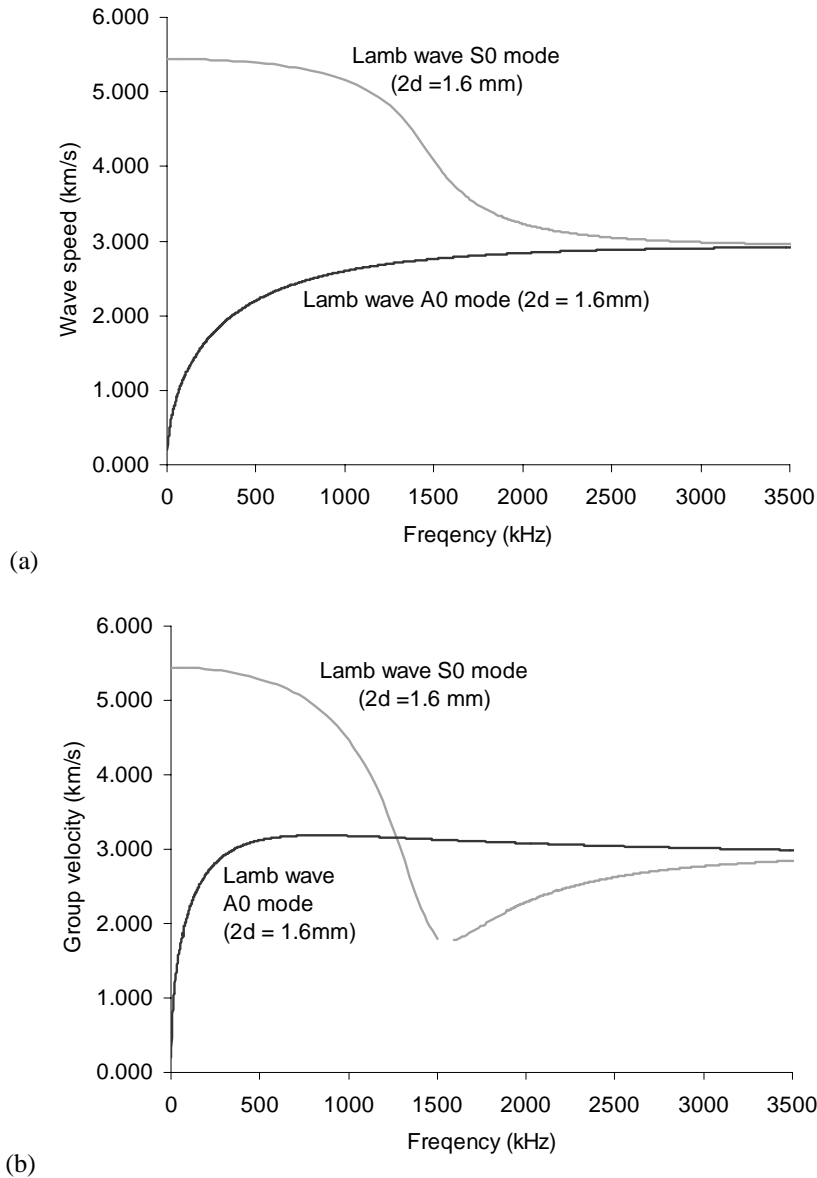 6.000
5.000
4.000
3.000
2.000
1.000
0.000
Wave speed (km/s)
Lamb wave S0 mode
(2d =1.6 mm)
Lamb wave A0 mode (2d = 1.6mm)
0 500 1000 1500 2000 2500 3000 3500
Freqency (kHz)
(a)
6.000
5.000
4.000
3.000
2.000
1.000
0.000
Group velocity (km/s)
Lamb wave S0 mode
(2d =1.6 mm)
Lamb wave
A0 mode
(2d = 1.6mm)
0 500 1000 1500 2000 2500 3000 3500
Freqency (kHz)
(b)